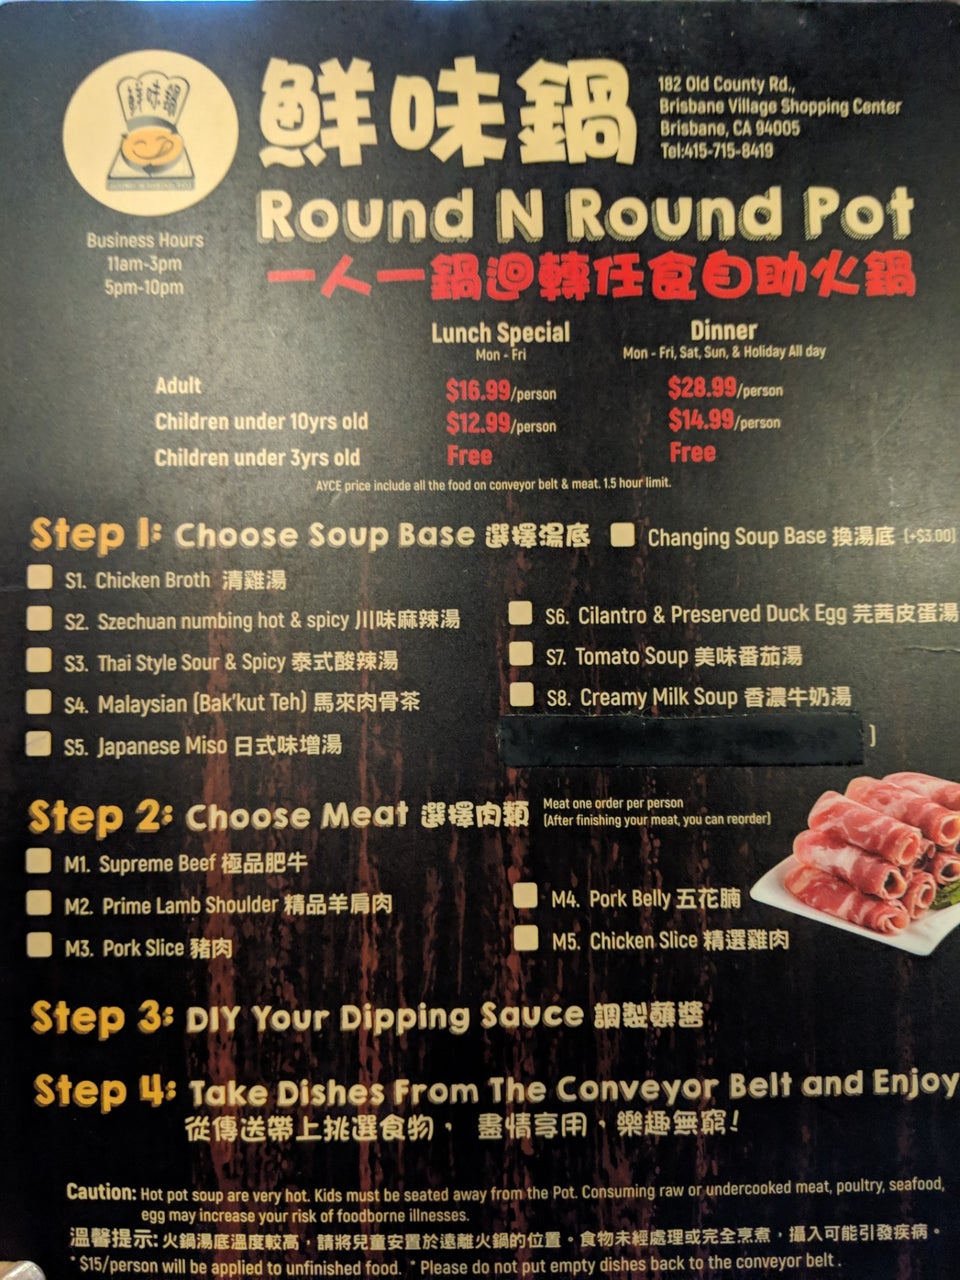 鮮味鍋
鮮味鍋
182 Old County Rd.,
Brisbane Village Shopping Center
Brisbane, CA 94005
Tel:415-715-8419
Round N Round Pot
一人一鍋迴轉任食自助火鍋
Business Hours
11am-3pm
5pm-10pm
Lunch Special
Mon - Fri
Dinner
Mon - Fri, Sat, Sun, & Holiday All day
Adult $16.99/person $28.99/person
Children under 10yrs old $12.99/person $14.99/person
Children under 3yrs old Free Free
AYCE price include all the food on conveyor belt & meat. 1.5 hour limit.
Step 1: Choose Soup Base 選擇湯底
Changing Soup Base 換湯底 (+$3.00)
S1. Chicken Broth 清雞湯
S2. Szechuan numbing hot & spicy 川味麻辣湯
S3. Thai Style Sour & Spicy 泰式酸辣湯
S4. Malaysian (Bak'kut Teh) 馬來肉骨茶
S5. Japanese Miso 日式味增湯
S6. Cilantro & Preserved Duck Egg 芫茜皮蛋湯
S7. Tomato Soup 美味番茄湯
S8. Creamy Milk Soup 香濃牛奶湯
)
Step 2: Choose Meat 選擇肉類
Meat one order per person
(After finishing your meat, you can reorder)
M1. Supreme Beef 極品肥牛
M2. Prime Lamb Shoulder 精品羊肩肉
M3. Pork Slice 豬肉
M4. Pork Belly 五花腩
M5. Chicken Slice 精選雞肉
Step 3: DIY Your Dipping Sauce 調製蘸醬
Step 4: Take Dishes From The Conveyor Belt and Enjoy
從傳送帶上挑選食物，盡情享用，樂趣無窮!
Caution: Hot pot soup are very hot. Kids must be seated away from the Pot. Consuming raw or undercooked meat, poultry, seafood,
egg may increase your risk of foodborne illnesses.
溫馨提示: 火鍋湯底溫度較高，請將兒童安置於遠離火鍋的位置。食物未經處理或完全烹煮，攝入可能引發疾病。
*$15/person will be applied to unfinished food. * Please do not put empty dishes back to the conveyor belt.